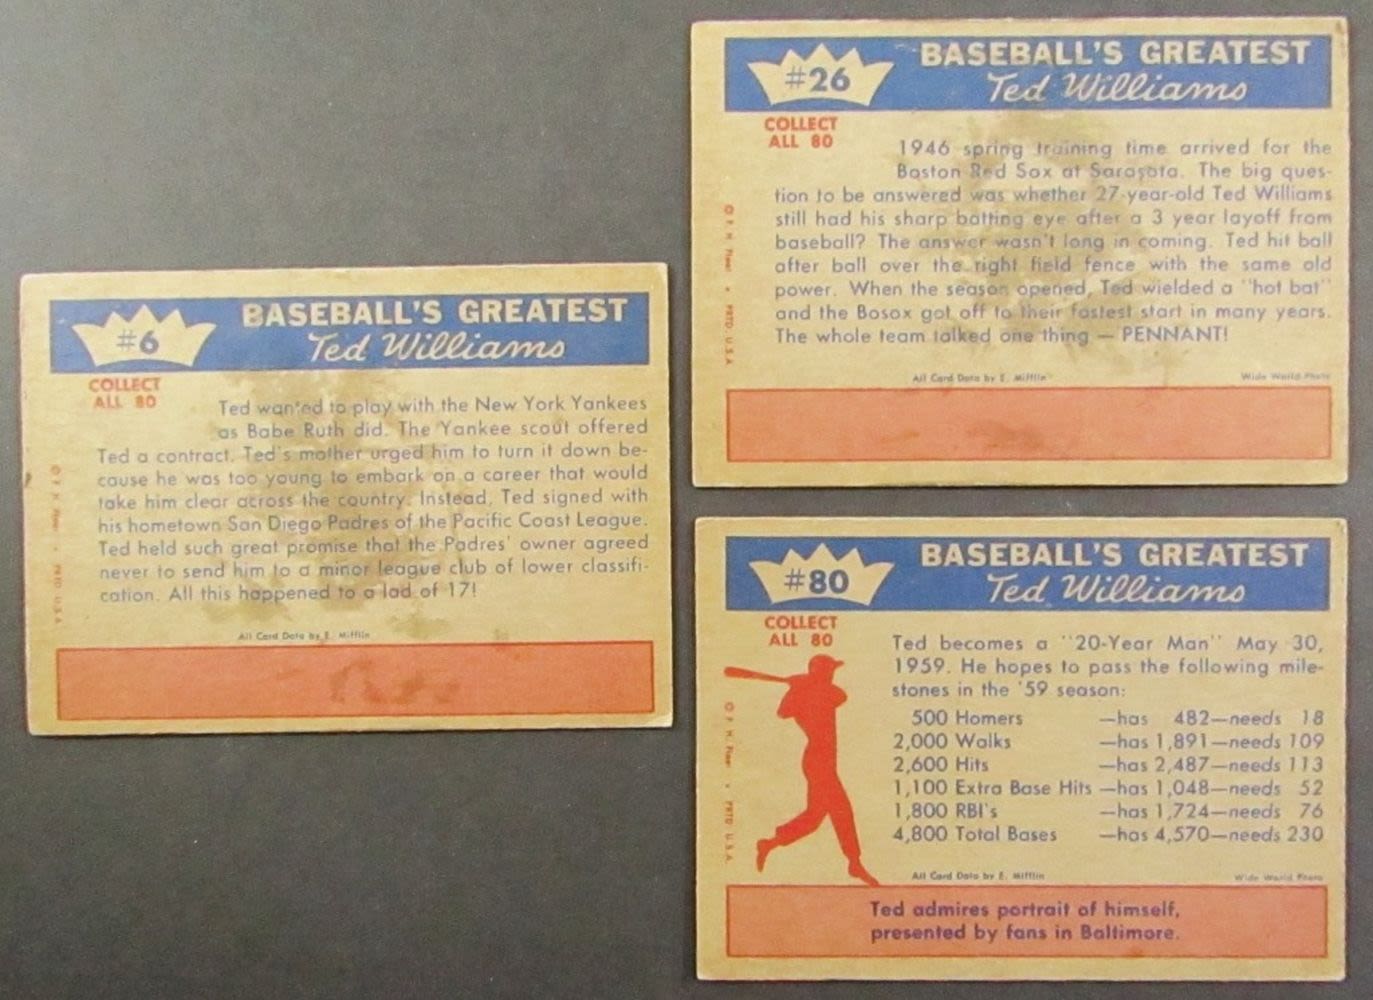 #6
BASEBALL'S GREATEST
Ted Williams
COLLECT
ALL 80
Ted wanted to play with the New York Yankees
as Babe Ruth did. The Yankee scout offered
Ted a contract. Ted's mother urged him to turn it down be-
cause he was too young to embark on a career that would
take him clear across the country. Instead, Ted signed with
his hometown San Diego Padres of the Pacific Coast League.
Ted held such great promise that the Padres' owner agreed
never to send him to a minor league club of lower classifi-
cation. All this happened to a lad of 17!
© F. H. Fleer • PRTD. U.S.A.
All Card Data by E. Mifflin
#26
BASEBALL'S GREATEST
Ted Williams
COLLECT
ALL 80
1946 spring training time arrived for the
Boston Red Sox at Sarasota. The big ques-
tion to be answered was whether 27-year-old Ted Williams
still had his sharp batting eye after a 3 year layoff from
baseball? The answer wasn't long in coming. Ted hit ball
after ball over the right field fence with the same old
power. When the season opened, Ted wielded a "hot bat"
and the Bosox got off to their fastest start in many years.
The whole team talked one thing — PENNANT!
© F. H. Fleer • PRTD. U.S.A.
All Card Data by E. Mifflin
Wide World Photo
#80
BASEBALL'S GREATEST
Ted Williams
COLLECT
ALL 80
Ted becomes a "20-Year Man" May 30,
1959. He hopes to pass the following mile-
stones in the '59 season:
500 Homers —has 482—needs 18
2,000 Walks —has 1,891—needs 109
2,600 Hits —has 2,487—needs 113
1,100 Extra Base Hits —has 1,048—needs 52
1,800 RBI's —has 1,724—needs 76
4,800 Total Bases —has 4,570—needs 230
© F. H. Fleer • PRTD. U.S.A.
All Card Data by E. Mifflin
Wide World Photo
Ted admires portrait of himself,
presented by fans in Baltimore.